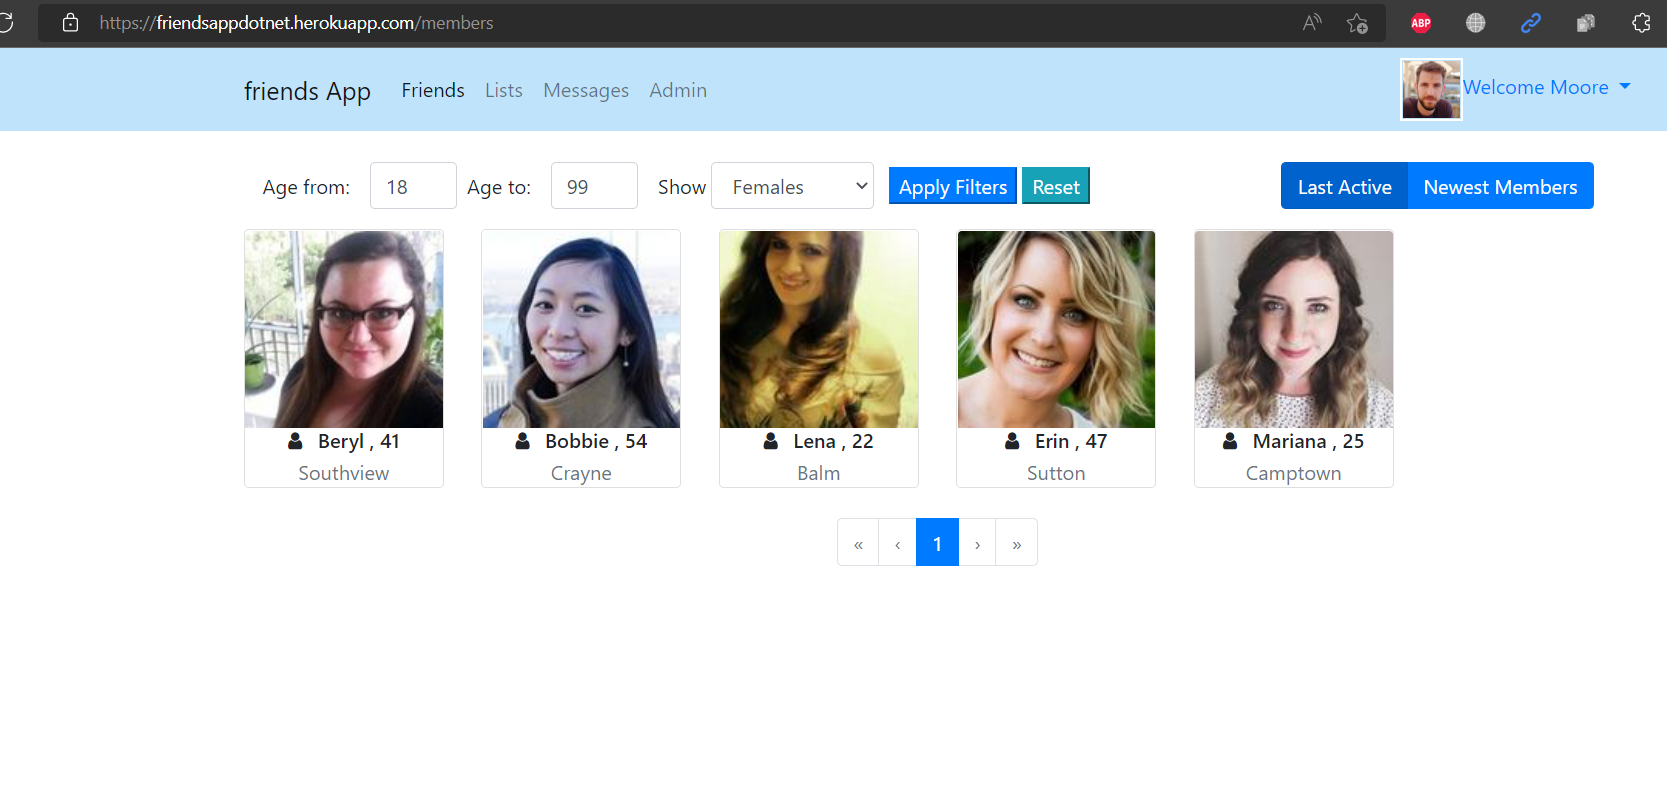 https://friendsappdotnet.herokuapp.com/members
A
ABP
friends App Friends Lists Messages Admin Welcome Moore
Age from: 18 Age to: 99 Show Females Apply Filters Reset Last Active Newest Members
Beryl , 41 Bobbie , 54 Lena , 22 Erin , 47 Mariana , 25
Southview Crayne Balm Sutton Camptown
« ‹ 1 › »